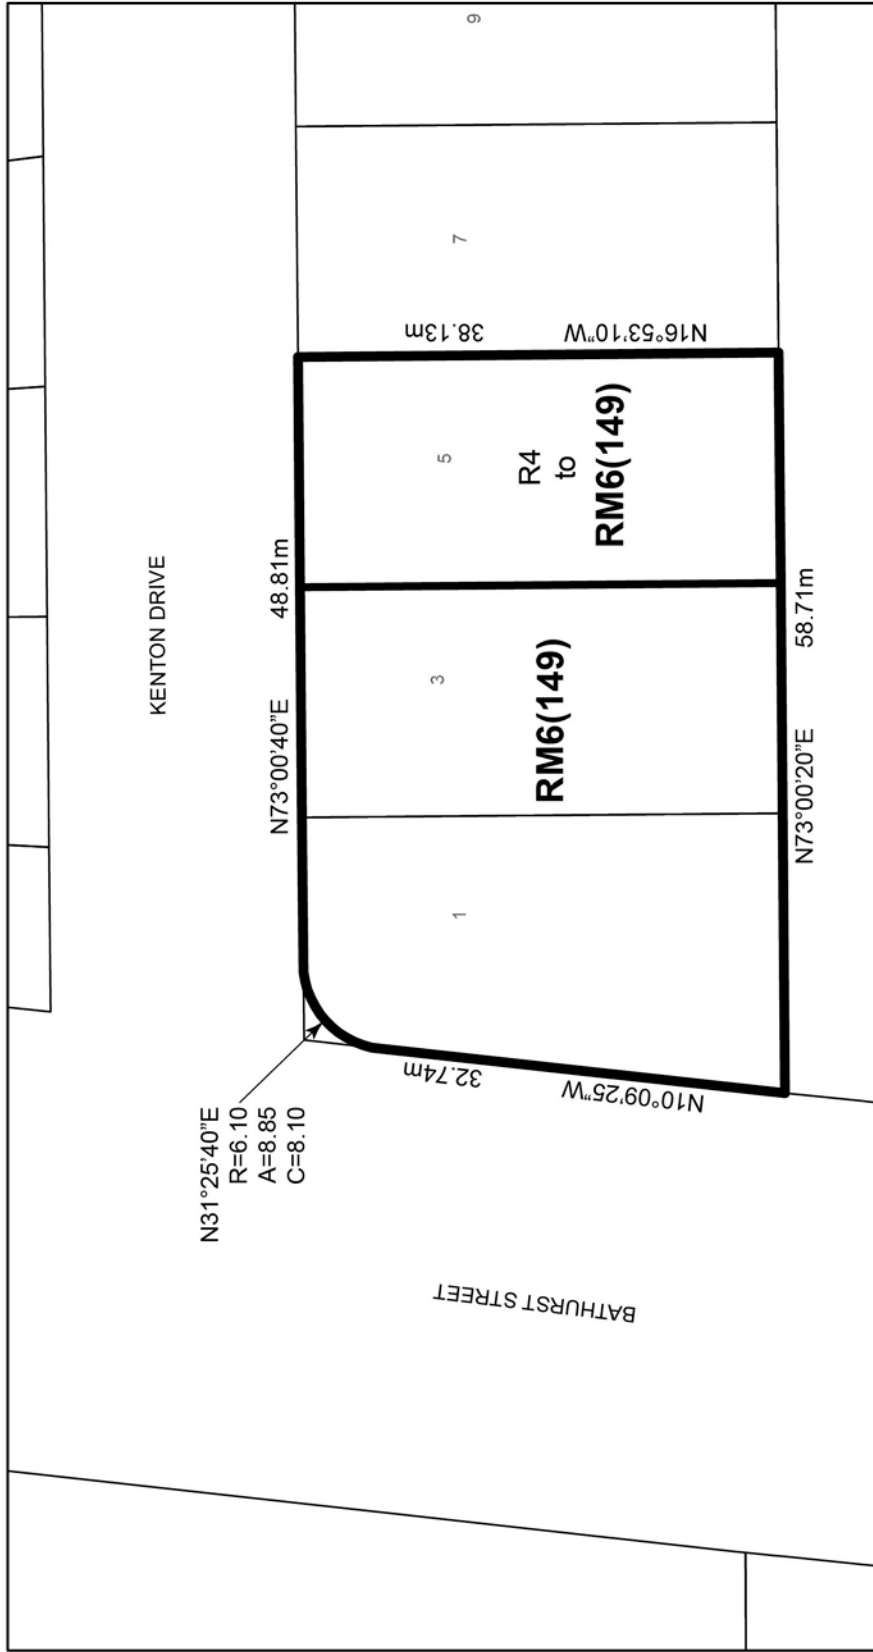 KENTON DRIVE
N73°00'40"E
48.81m
N31°25'40"E
R=6.10
A=8.85
C=8.10
32.74m
N10°09'25"W
BATHURST STREET
1
3
RM6(149)
5
R4
to
RM6(149)
38.13m
N16°53'10"W
7
9
N73°00'20"E
58.71m